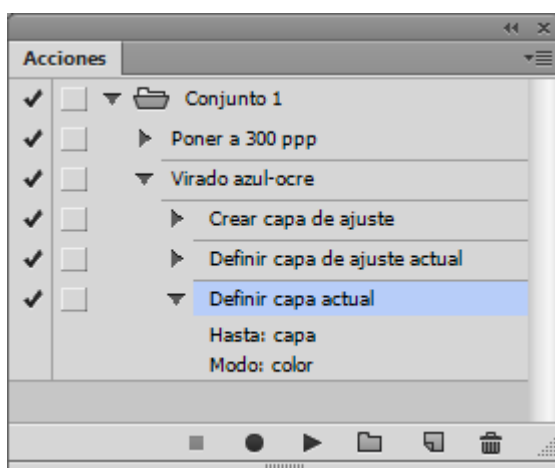 Acciones
Conjunto 1
Poner a 300 ppp
Virado azul-ocre
Crear capa de ajuste
Definir capa de ajuste actual
Definir capa actual
Hasta: capa
Modo: color